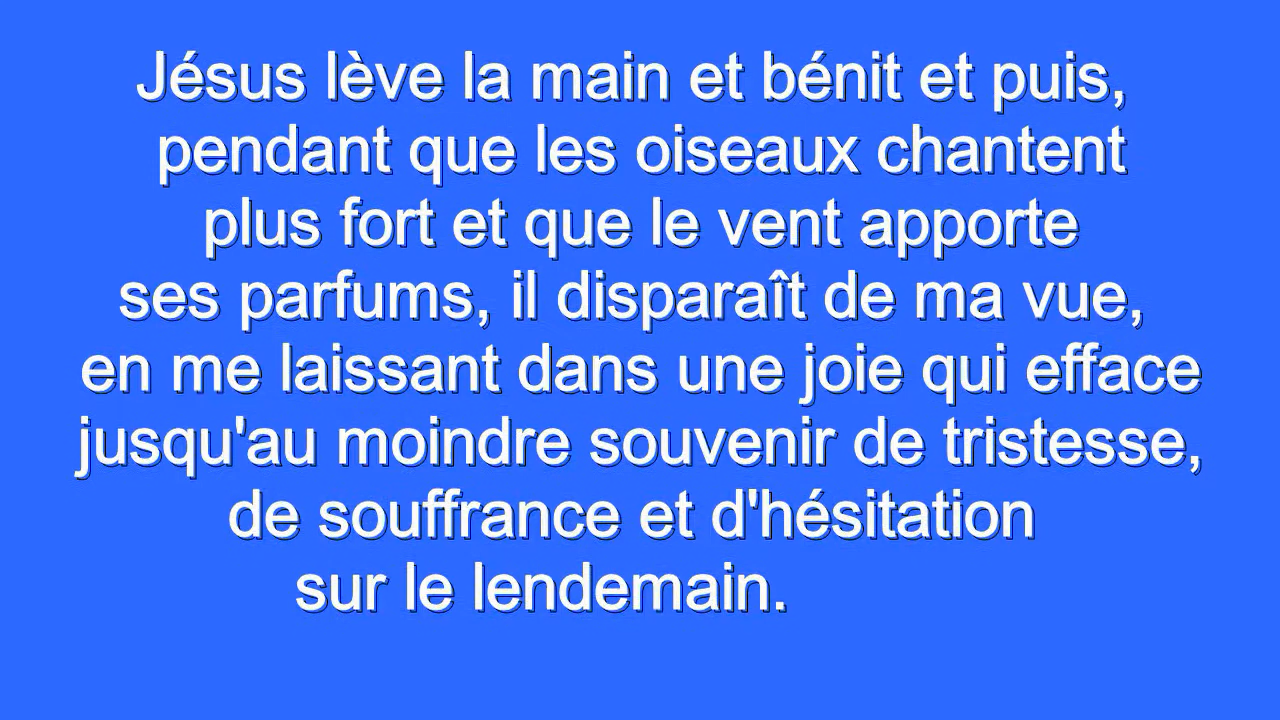 Jésus lève la main et bénit et puis,
pendant que les oiseaux chantent
plus fort et que le vent apporte
ses parfums, il disparaît de ma vue,
en me laissant dans une joie qui efface
jusqu'au moindre souvenir de tristesse,
de souffrance et d'hésitation
sur le lendemain.